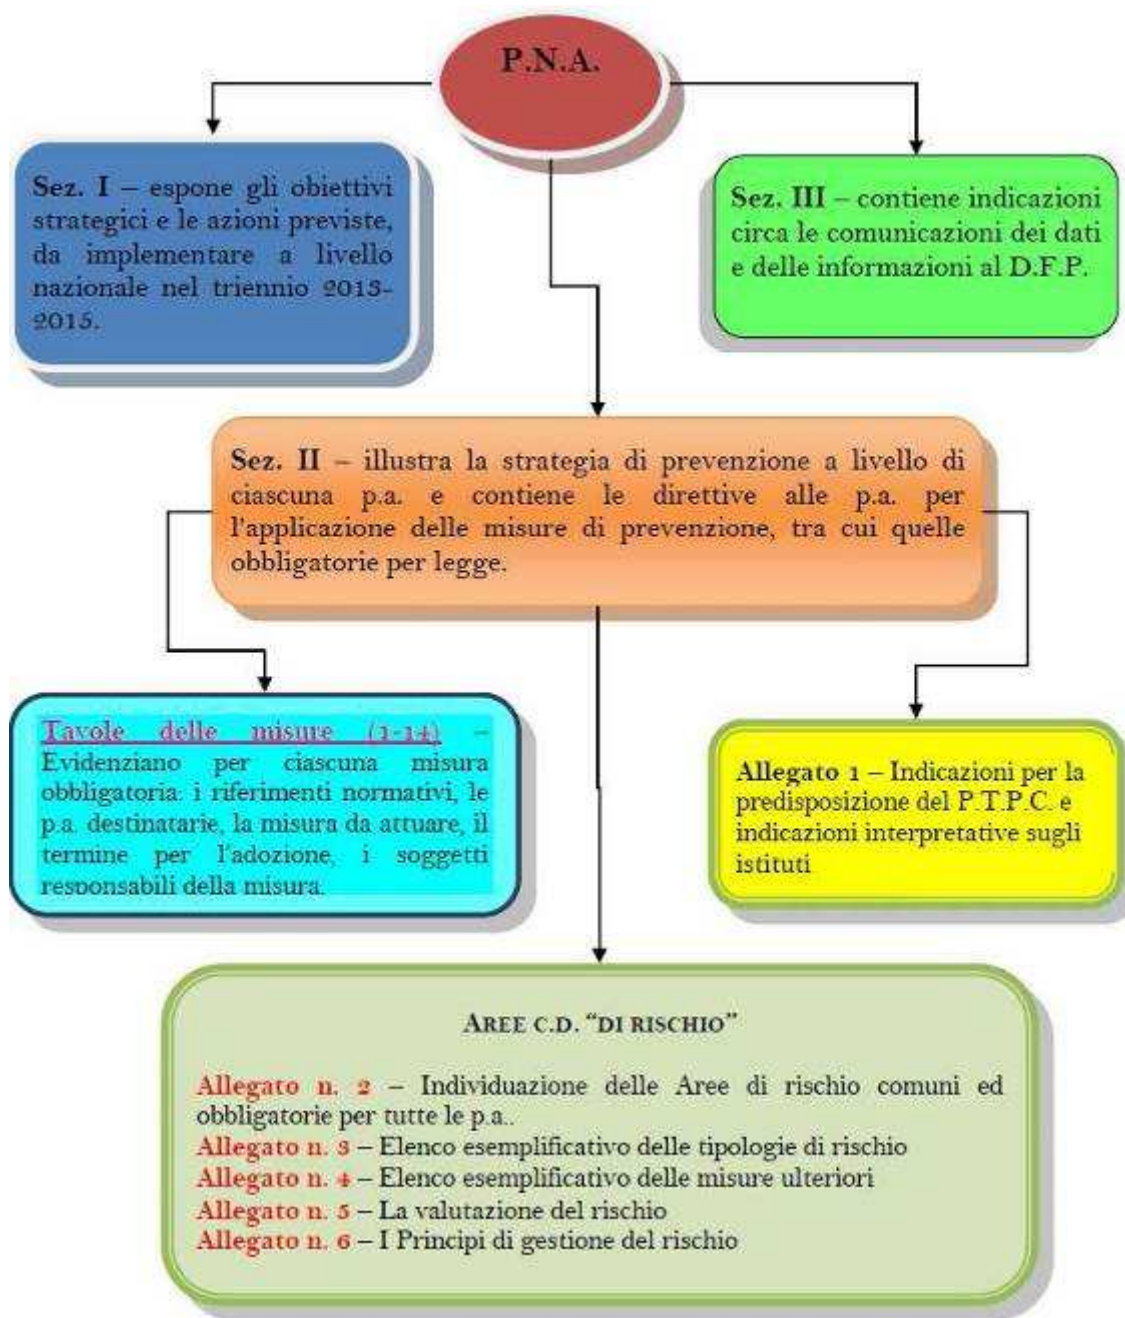 P.N.A.
Sez. I – espone gli obiettivi
strategici e le azioni previste,
da implementare a livello
nazionale nel triennio 2013-
2015.
Sez. III – contiene indicazioni
circa le comunicazioni dei dati
e delle informazioni al D.F.P.
Sez. II – illustra la strategia di prevenzione a livello di
ciascuna p.a. e contiene le direttive alle p.a. per
l'applicazione delle misure di prevenzione, tra cui quelle
obbligatorie per legge.
Tavole delle misure (1-14) –
Evidenziano per ciascuna misura
obbligatoria: i riferimenti normativi, le
p.a. destinatarie, la misura da attuare, il
termine per l'adozione, i soggetti
responsabili della misura.
Allegato 1 – Indicazioni per la
predisposizione del P.T.P.C. e
indicazioni interpretative sugli
istituti
AREE C.D. “DI RISCHIO”
Allegato n. 2 – Individuazione delle Aree di rischio comuni ed
obbligatorie per tutte le p.a..
Allegato n. 3 – Elenco esemplificativo delle tipologie di rischio
Allegato n. 4 – Elenco esemplificativo delle misure ulteriori
Allegato n. 5 – La valutazione del rischio
Allegato n. 6 – I Principi di gestione del rischio